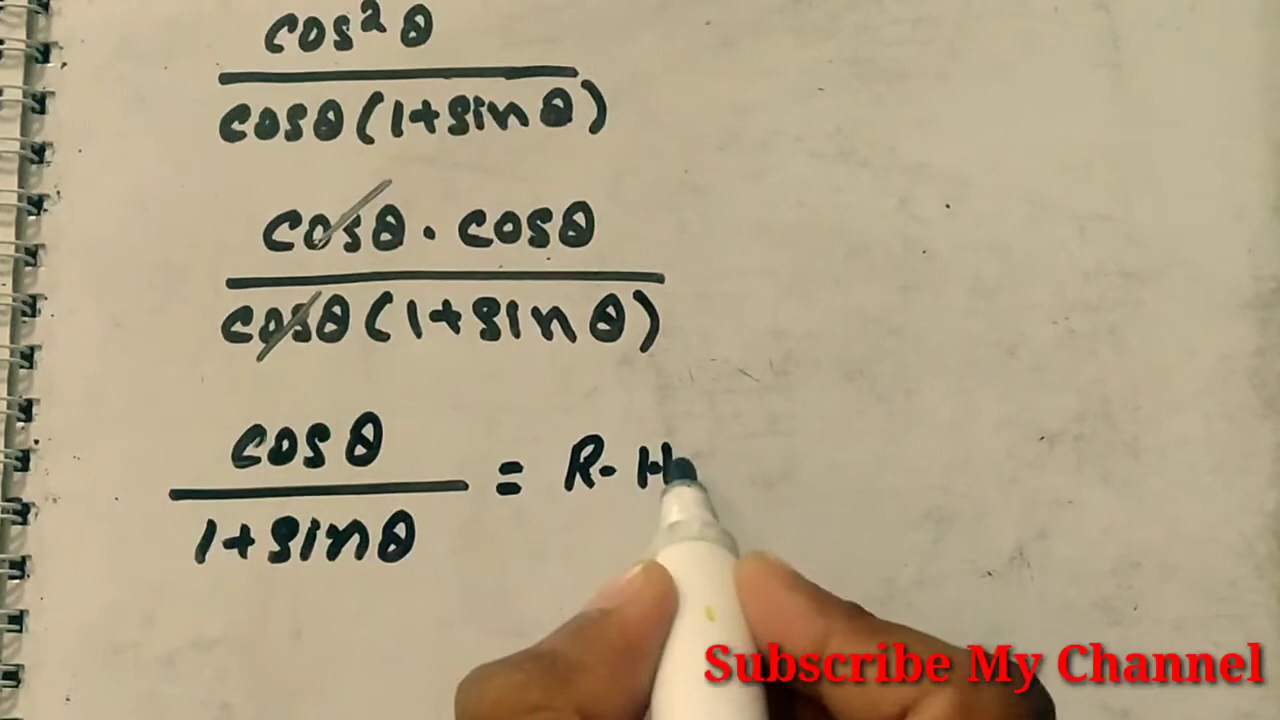 cos²θ
cosθ(1+sinθ)
cosθ · cosθ
cosθ(1+sinθ)
cosθ
1+sinθ
= R. H
Subscribe My Channel